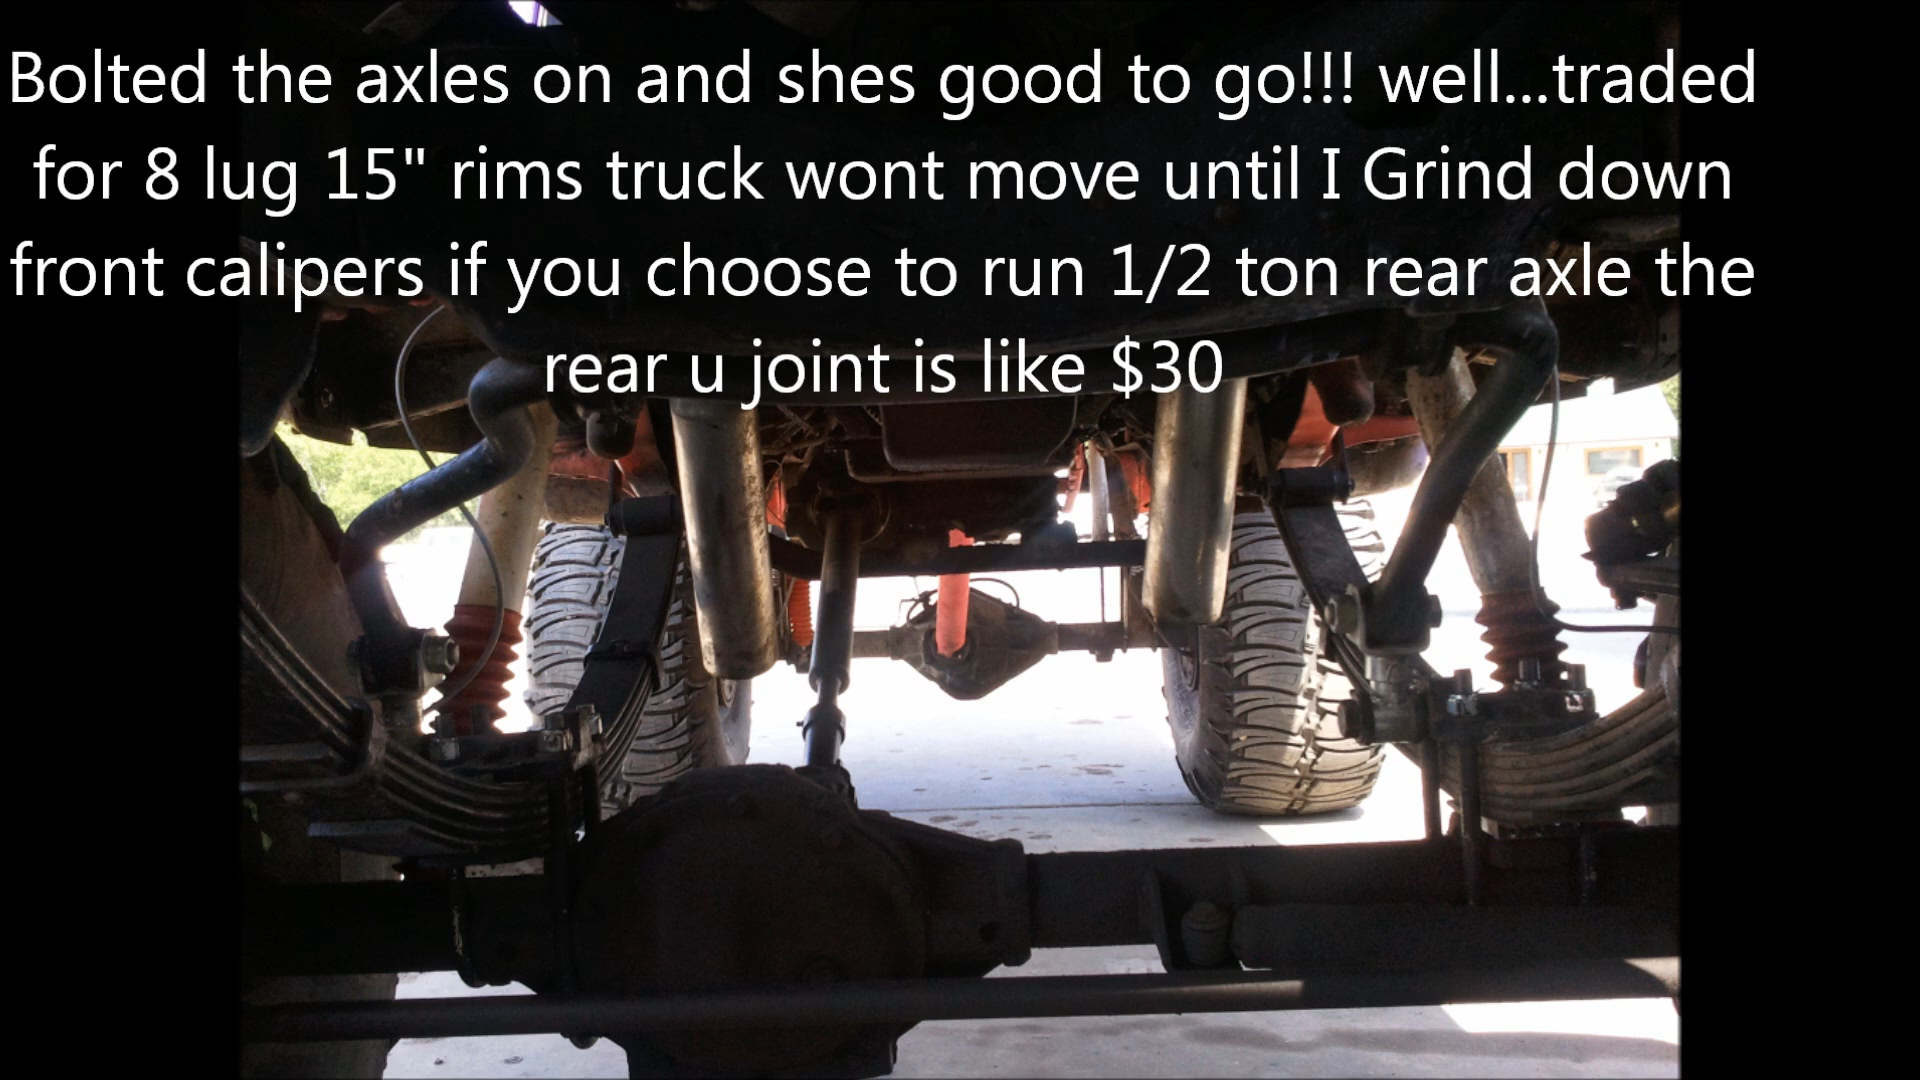 Bolted the axles on and shes good to go!!! well...traded
for 8 lug 15" rims truck wont move until I Grind down
front calipers if you choose to run 1/2 ton rear axle the
rear u joint is like $30